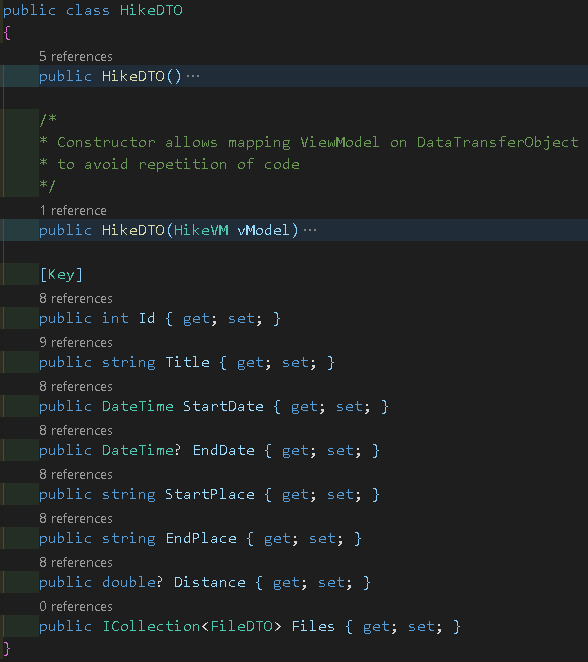 public class HikeDTO
{
5 references
public HikeDTO()···
/*
* Constructor allows mapping ViewModel on DataTransferObject
* to avoid repetition of code
*/
1 reference
public HikeDTO(HikeVM vModel)···
[Key]
8 references
public int Id { get; set; }
9 references
public string Title { get; set; }
8 references
public DateTime StartDate { get; set; }
8 references
public DateTime? EndDate { get; set; }
8 references
public string StartPlace { get; set; }
8 references
public string EndPlace { get; set; }
8 references
public double? Distance { get; set; }
0 references
public ICollection<FileDTO> Files { get; set; }
}